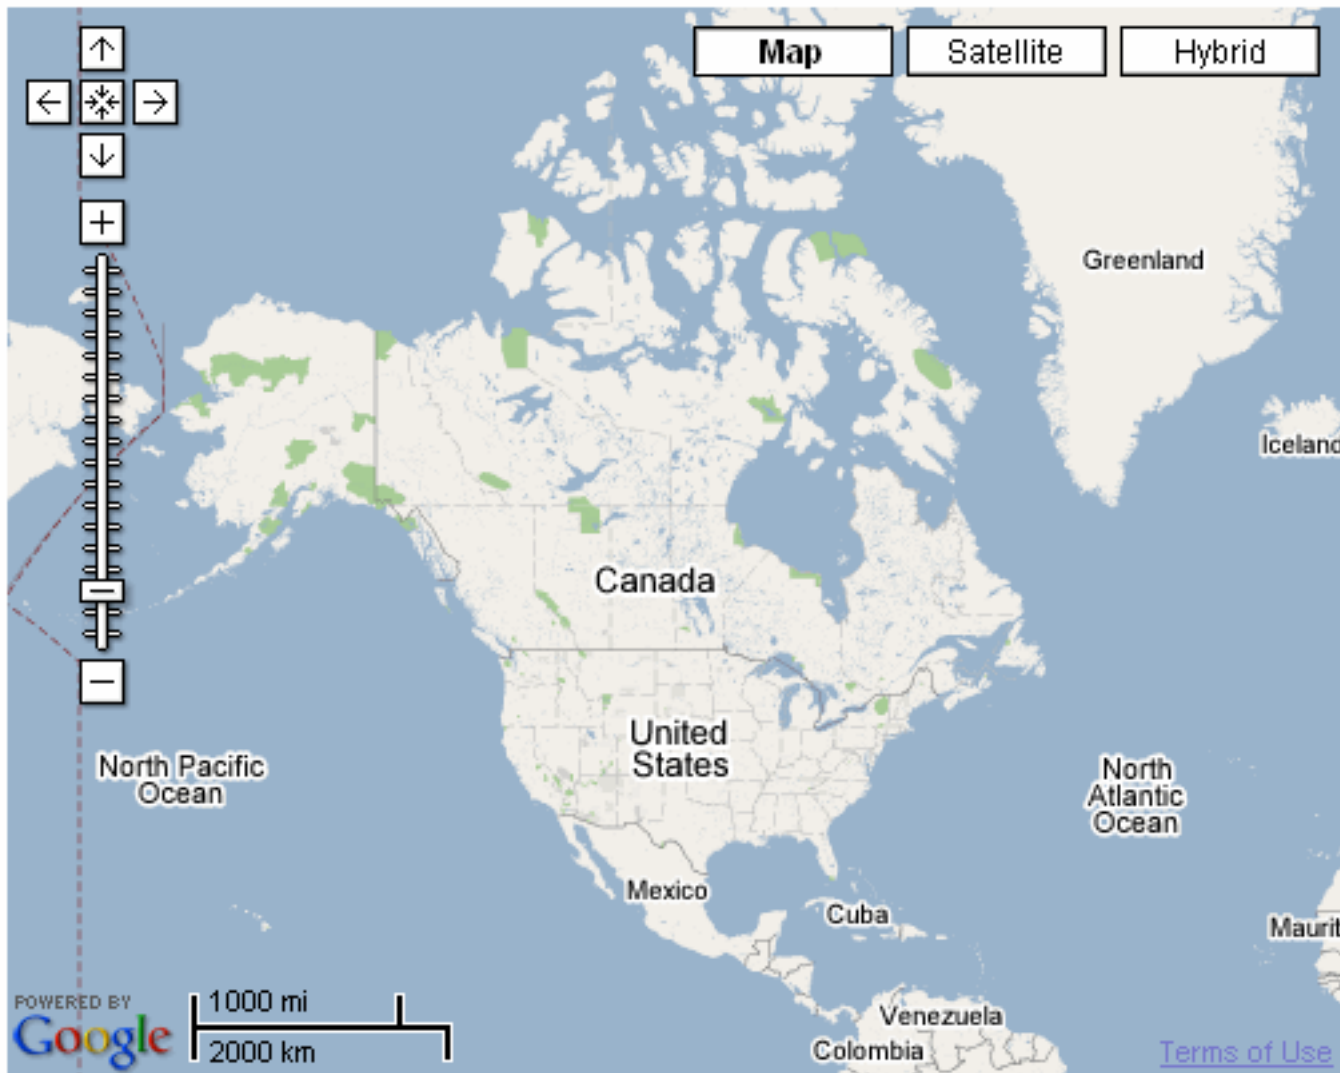 Map
Satellite
Hybrid
Greenland
Iceland
Canada
United
States
North Pacific
Ocean
North
Atlantic
Ocean
Mexico
Cuba
Maurit
Venezuela
Colombia
POWERED BY
Google
1000 mi
2000 km
Terms of Use